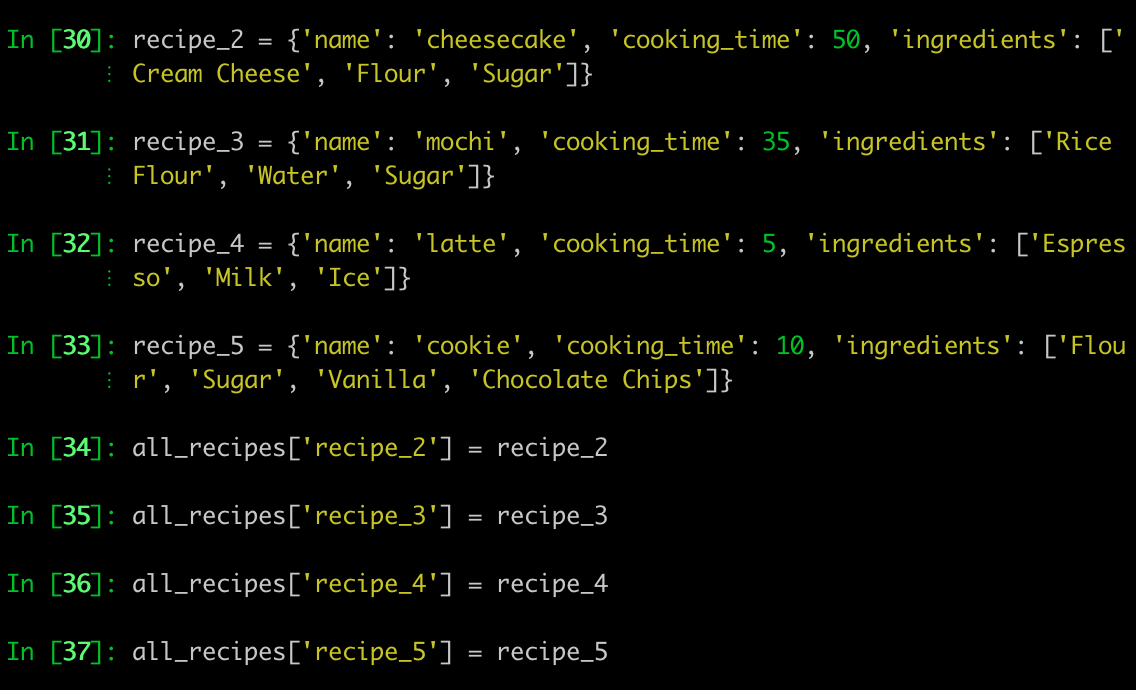 In [30]: recipe_2 = {'name': 'cheesecake', 'cooking_time': 50, 'ingredients': ['
⋮ Cream Cheese', 'Flour', 'Sugar']}
In [31]: recipe_3 = {'name': 'mochi', 'cooking_time': 35, 'ingredients': ['Rice
⋮ Flour', 'Water', 'Sugar']}
In [32]: recipe_4 = {'name': 'latte', 'cooking_time': 5, 'ingredients': ['Espres
⋮ so', 'Milk', 'Ice']}
In [33]: recipe_5 = {'name': 'cookie', 'cooking_time': 10, 'ingredients': ['Flou
⋮ r', 'Sugar', 'Vanilla', 'Chocolate Chips']}
In [34]: all_recipes['recipe_2'] = recipe_2
In [35]: all_recipes['recipe_3'] = recipe_3
In [36]: all_recipes['recipe_4'] = recipe_4
In [37]: all_recipes['recipe_5'] = recipe_5